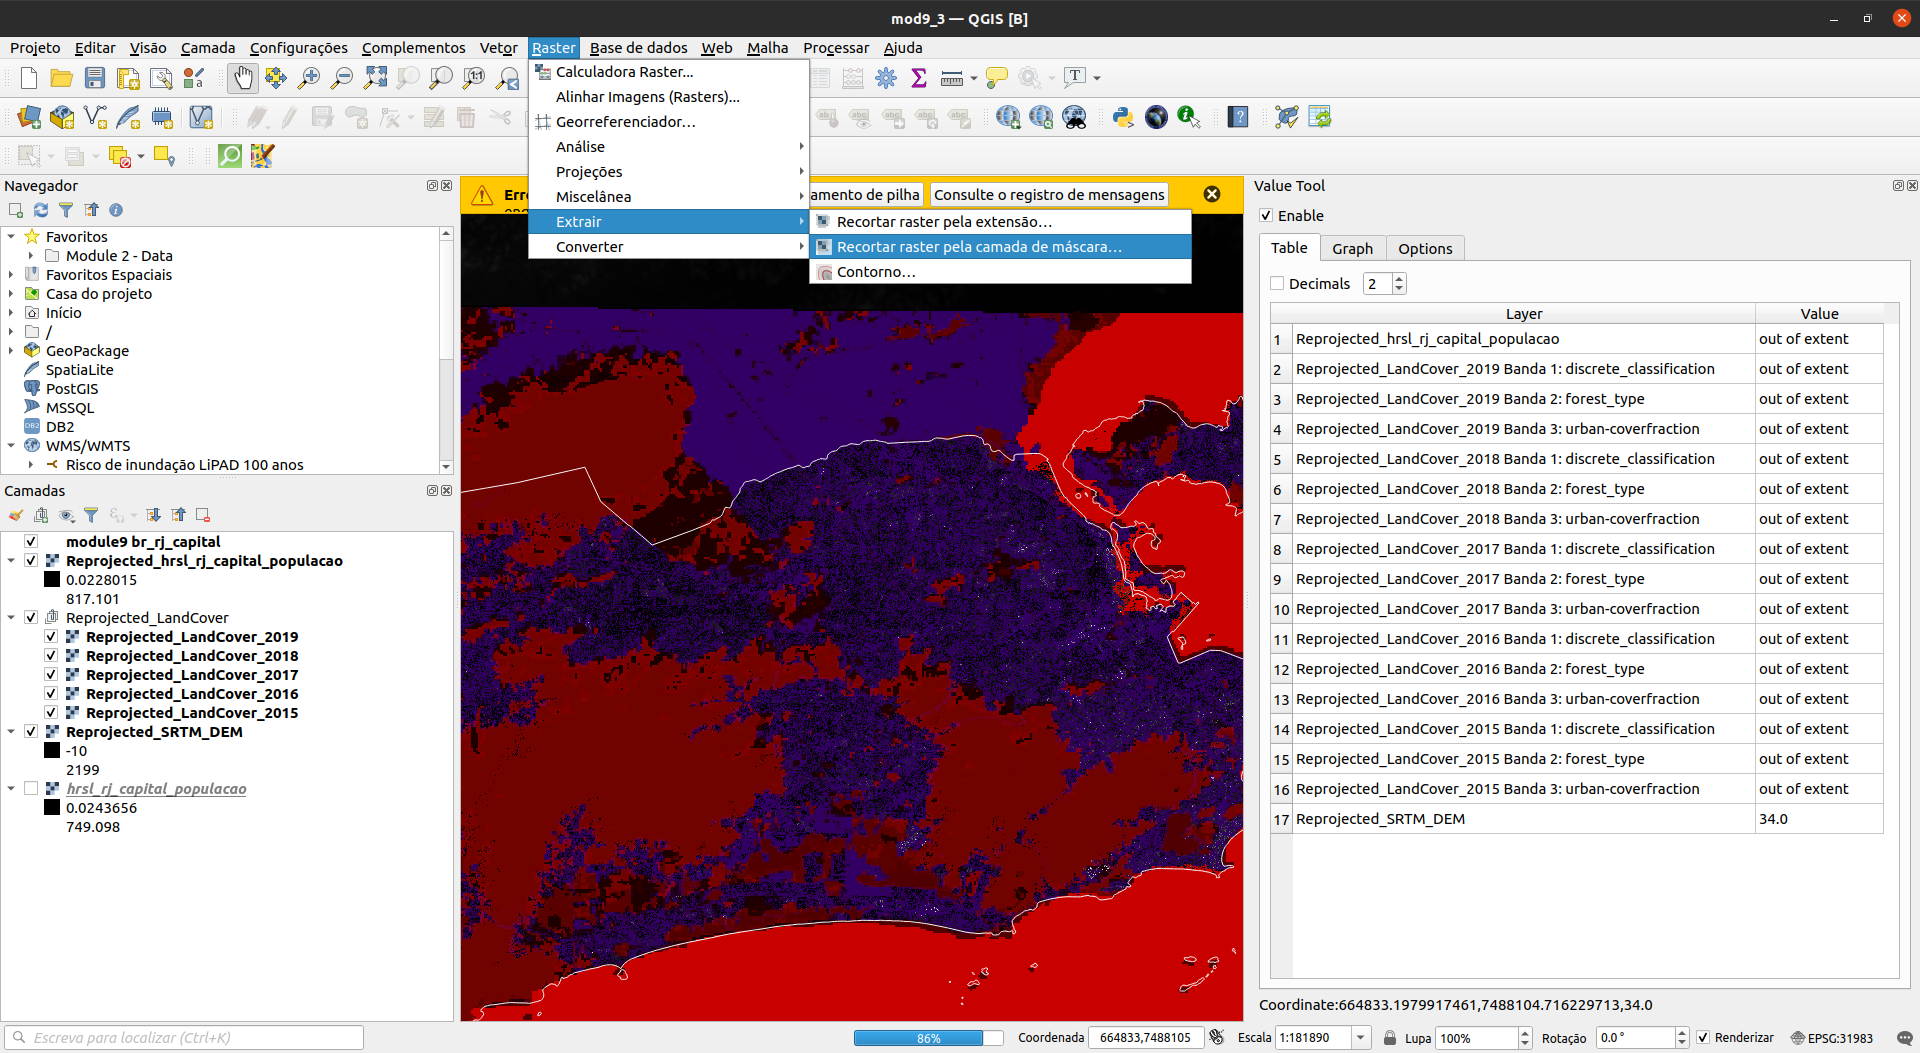 mod9_3 — QGIS [B]
Projeto Editar Visão Camada Configurações Complementos Vetor Raster Base de dados Web Malha Processar Ajuda
Calculadora Raster...
Alinhar Imagens (Rasters)...
Georreferenciador...
Análise
Projeções
Miscelânea
Extrair
Converter
Recortar raster pela extensão...
Recortar raster pela camada de máscara...
Contorno...
amento de pilha
Consulte o registro de mensagens
Navegador
Favoritos
Module 2 - Data
Favoritos Espaciais
Casa do projeto
Início
/
GeoPackage
SpatiaLite
PostGIS
MSSQL
DB2
WMS/WMTS
Risco de inundação LiPAD 100 anos
Camadas
module9 br_rj_capital
Reprojected_hrsl_rj_capital_populacao
0.0228015
817.101
Reprojected_LandCover
Reprojected_LandCover_2019
Reprojected_LandCover_2018
Reprojected_LandCover_2017
Reprojected_LandCover_2016
Reprojected_LandCover_2015
Reprojected_SRTM_DEM
-10
2199
hrsl_rj_capital_populacao
0.0243656
749.098
Value Tool
Enable
Table Graph Options
Decimals 2
Layer Value
1 Reprojected_hrsl_rj_capital_populacao out of extent
2 Reprojected_LandCover_2019 Banda 1: discrete_classification out of extent
3 Reprojected_LandCover_2019 Banda 2: forest_type out of extent
4 Reprojected_LandCover_2019 Banda 3: urban-coverfraction out of extent
5 Reprojected_LandCover_2018 Banda 1: discrete_classification out of extent
6 Reprojected_LandCover_2018 Banda 2: forest_type out of extent
7 Reprojected_LandCover_2018 Banda 3: urban-coverfraction out of extent
8 Reprojected_LandCover_2017 Banda 1: discrete_classification out of extent
9 Reprojected_LandCover_2017 Banda 2: forest_type out of extent
10 Reprojected_LandCover_2017 Banda 3: urban-coverfraction out of extent
11 Reprojected_LandCover_2016 Banda 1: discrete_classification out of extent
12 Reprojected_LandCover_2016 Banda 2: forest_type out of extent
13 Reprojected_LandCover_2016 Banda 3: urban-coverfraction out of extent
14 Reprojected_LandCover_2015 Banda 1: discrete_classification out of extent
15 Reprojected_LandCover_2015 Banda 2: forest_type out of extent
16 Reprojected_LandCover_2015 Banda 3: urban-coverfraction out of extent
17 Reprojected_SRTM_DEM 34.0
Coordinate:664833.1979917461,7488104.716229713,34.0
Escreva para localizar (Ctrl+K) 86% Coordenada 664833,7488105 Escala 1:181890 Lupa 100% Rotação 0.0 ° Renderizar EPSG:31983